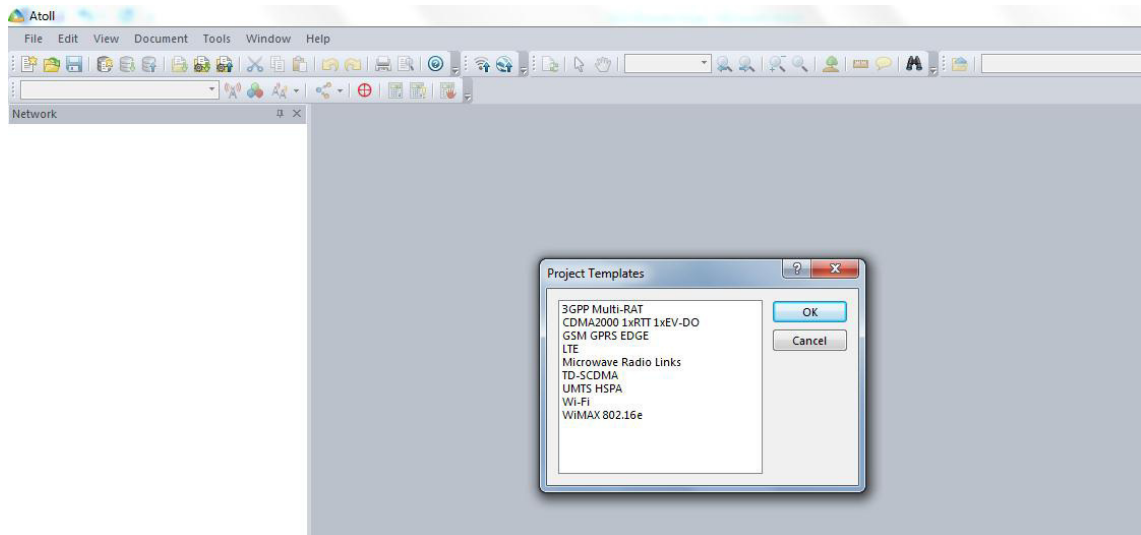 Atoll
File Edit View Document Tools Window Help
Network
Project Templates
3GPP Multi-RAT
CDMA2000 1xRTT 1xEV-DO
GSM GPRS EDGE
LTE
Microwave Radio Links
TD-SCDMA
UMTS HSPA
Wi-Fi
WiMAX 802.16e
OK
Cancel